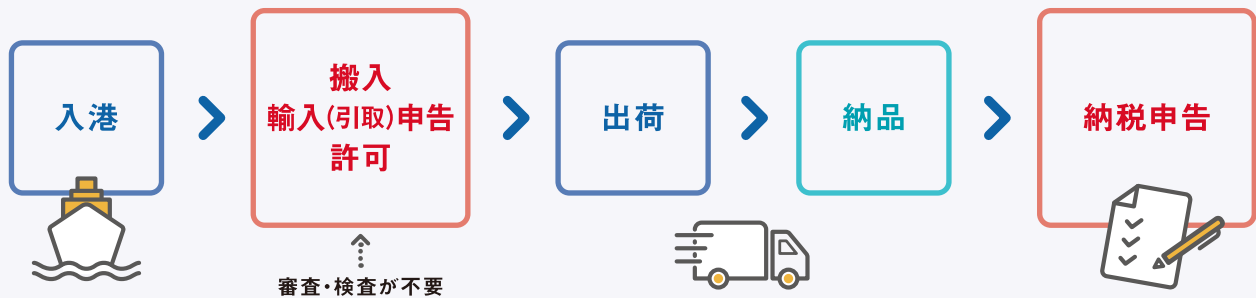 入港
搬入
輸入(引取)申告
許可
審査・検査が不要
出荷
納品
納税申告